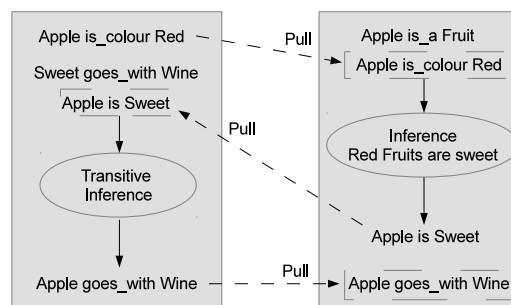 Apple is_colour Red
Sweet goes_with Wine
Apple is Sweet
Transitive
Inference
Apple goes_with Wine
Pull
Pull
Pull
Apple is_a Fruit
Apple is_colour Red
Inference
Red Fruits are sweet
Apple is Sweet
Apple goes_with Wine